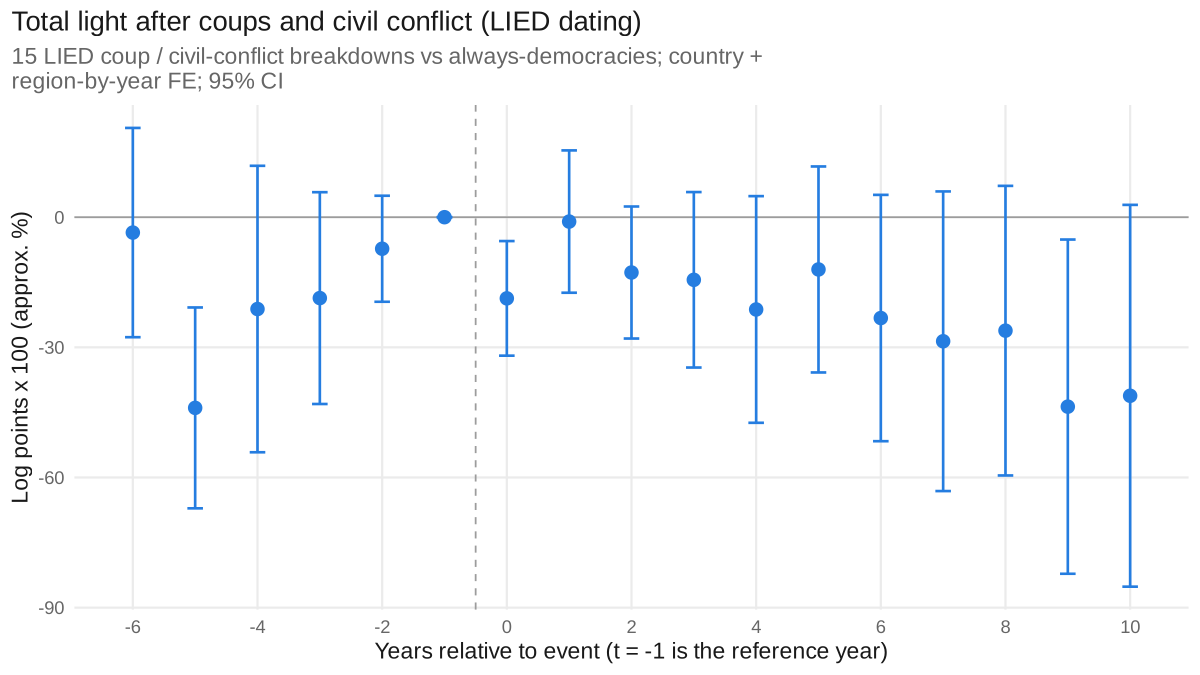 Total light after coups and civil conflict (LIED dating)
15 LIED coup / civil-conflict breakdowns vs always-democracies; country +
region-by-year FE; 95% CI
Log points x 100 (approx. %)
0
-30
-60
-90
-6 -4 -2 0 2 4 6 8 10
Years relative to event (t = -1 is the reference year)